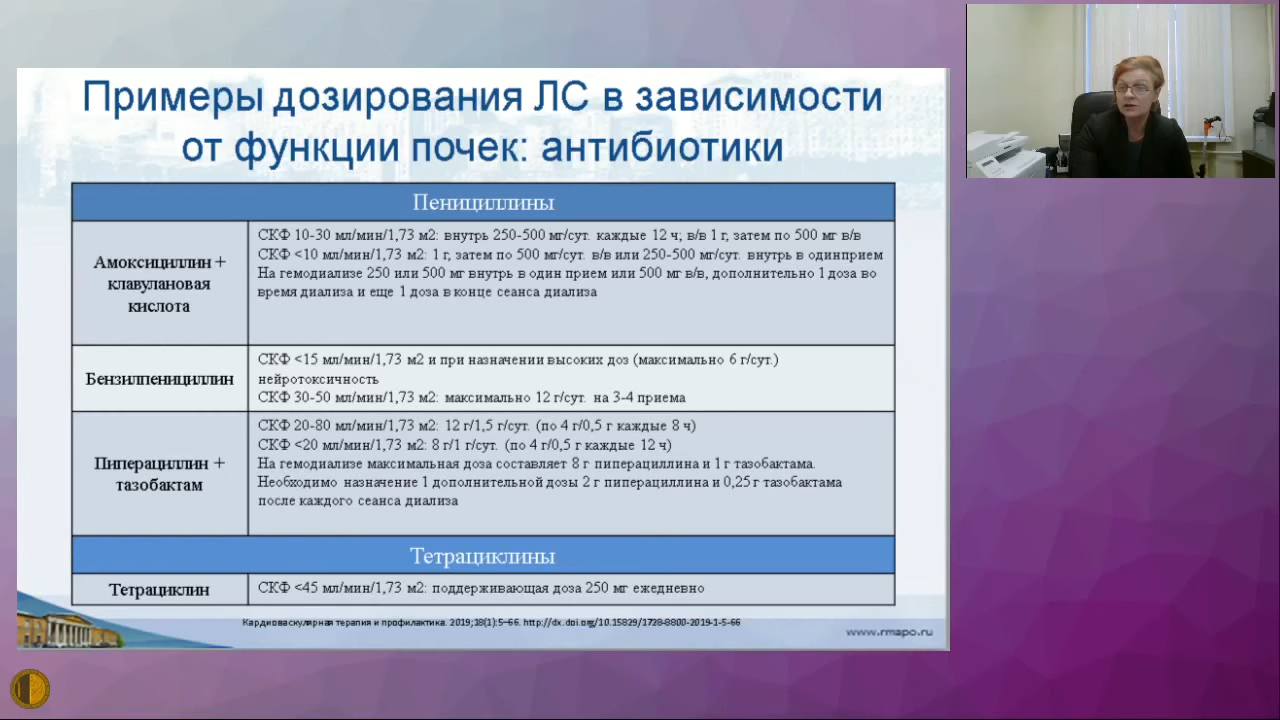 Примеры дозирования ЛС в зависимости
от функции почек: антибиотики
Пенициллины
Амоксициллин +
клавулановая
кислота
СКФ 10-30 мл/мин/1,73 м2: внутрь 250-500 мг/сут. каждые 12 ч; в/в 1 г, затем по 500 мг в/в
СКФ <10 мл/мин/1,73 м2: 1 г, затем по 500 мг/сут. в/в или 250-500 мг/сут. внутрь в одинприем
На гемодиализе 250 или 500 мг внутрь в один прием или 500 мг в/в, дополнительно 1 доза во
время диализа и еще 1 доза в конце сеанса диализа
Бензилпенициллин
СКФ <15 мл/мин/1,73 м2 и при назначении высоких доз (максимально 6 г/сут.)
нейротоксичность
СКФ 30-50 мл/мин/1,73 м2: максимально 12 г/сут. на 3-4 приема
Пиперациллин +
тазобактам
СКФ 20-80 мл/мин/1,73 м2: 12 г/1,5 г/сут. (по 4 г/0,5 г каждые 8 ч)
СКФ <20 мл/мин/1,73 м2: 8 г/1 г/сут. (по 4 г/0,5 г каждые 12 ч)
На гемодиализе максимальная доза составляет 8 г пиперациллина и 1 г тазобактама.
Необходимо назначение 1 дополнительной дозы 2 г пиперациллина и 0,25 г тазобактама
после каждого сеанса диализа
Тетрациклины
Тетрациклин
СКФ <45 мл/мин/1,73 м2: поддерживающая доза 250 мг ежедневно
Кардиоваскулярная терапия и профилактика. 2019;18(1):5–66. http://dx.doi.org/10.15829/1728-8800-2019-1-5-66
www.rmapo.ru